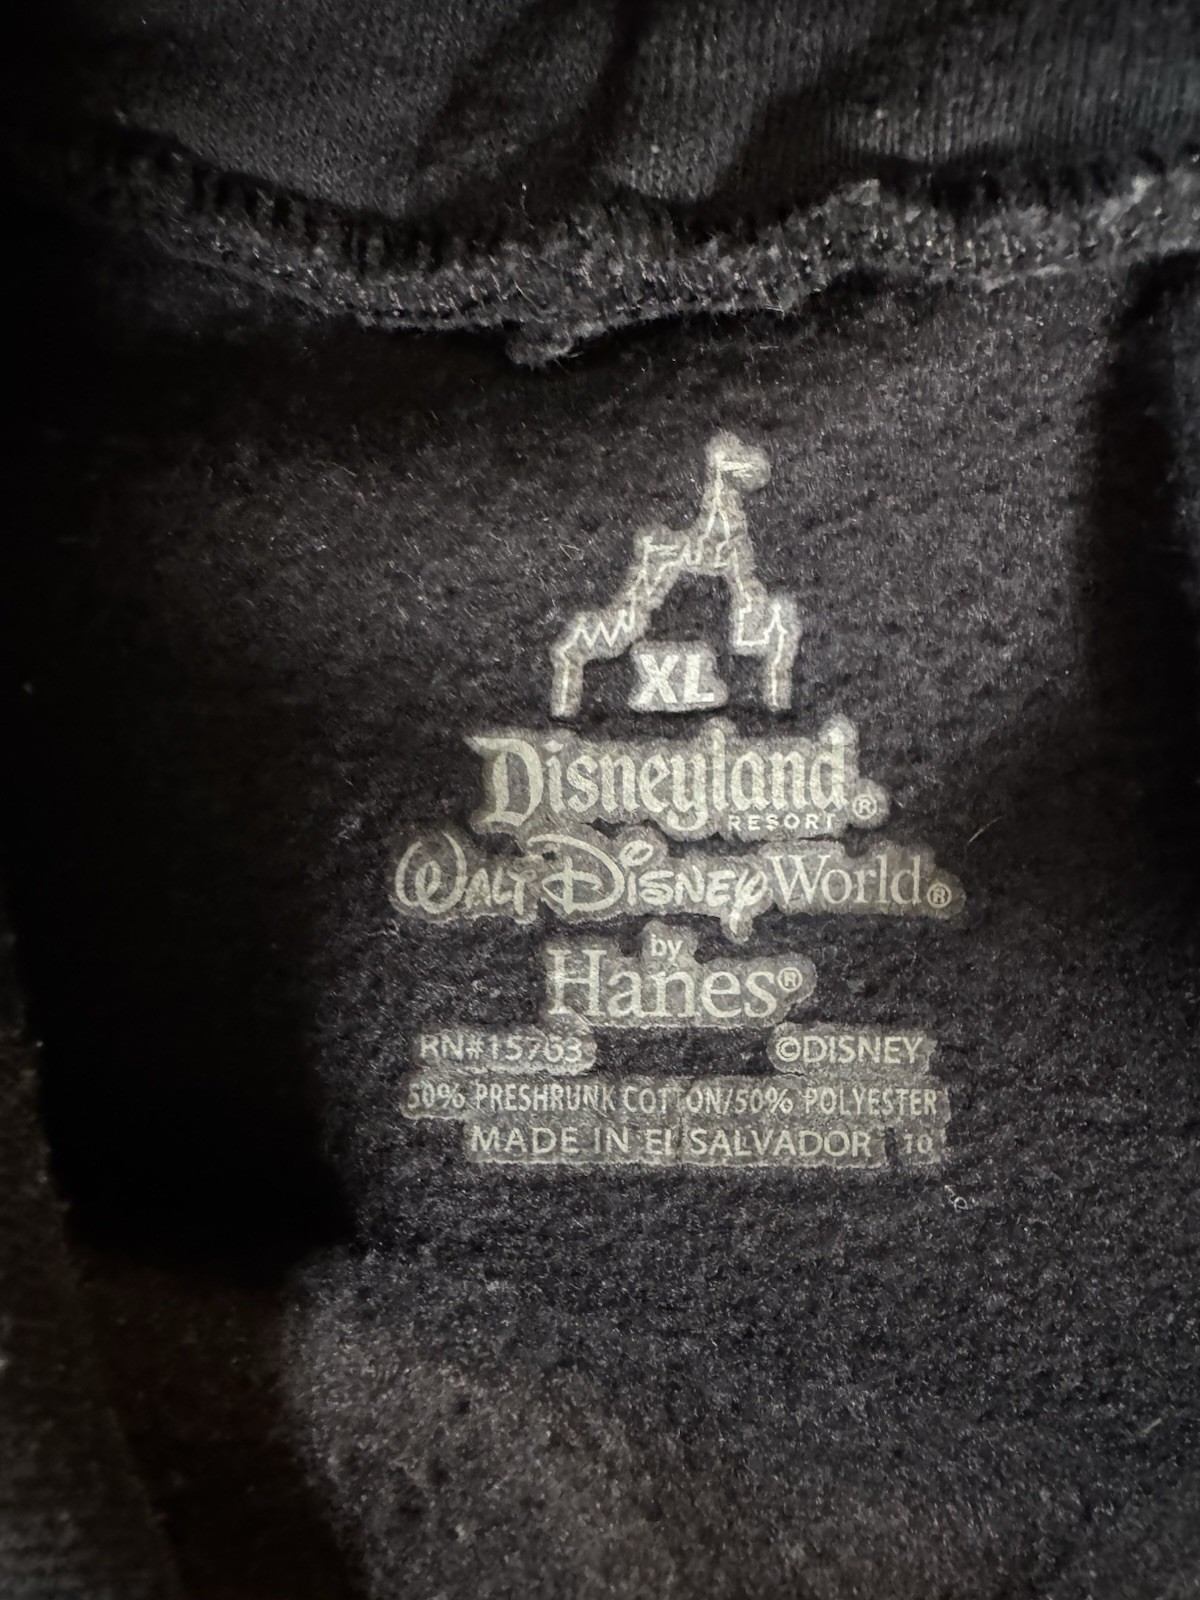 XL
Disneyland®
RESORT
WALT DISNEY World®
by
Hanes®
RN#15763 ©DISNEY
50% PRESHRUNK COTTON/50% POLYESTER
MADE IN EL SALVADOR 10